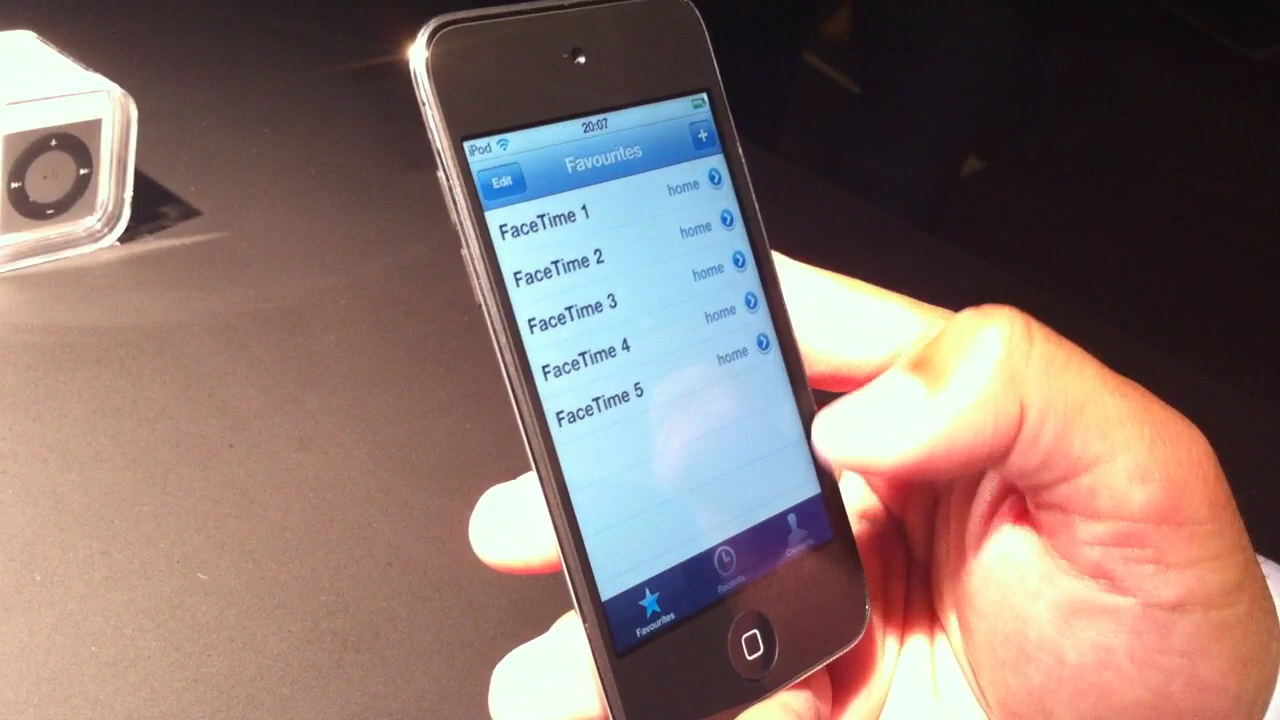 iPod 20:07
Edit Favourites +
FaceTime 1 home
FaceTime 2 home
FaceTime 3 home
FaceTime 4 home
FaceTime 5 home
Favourites Recents